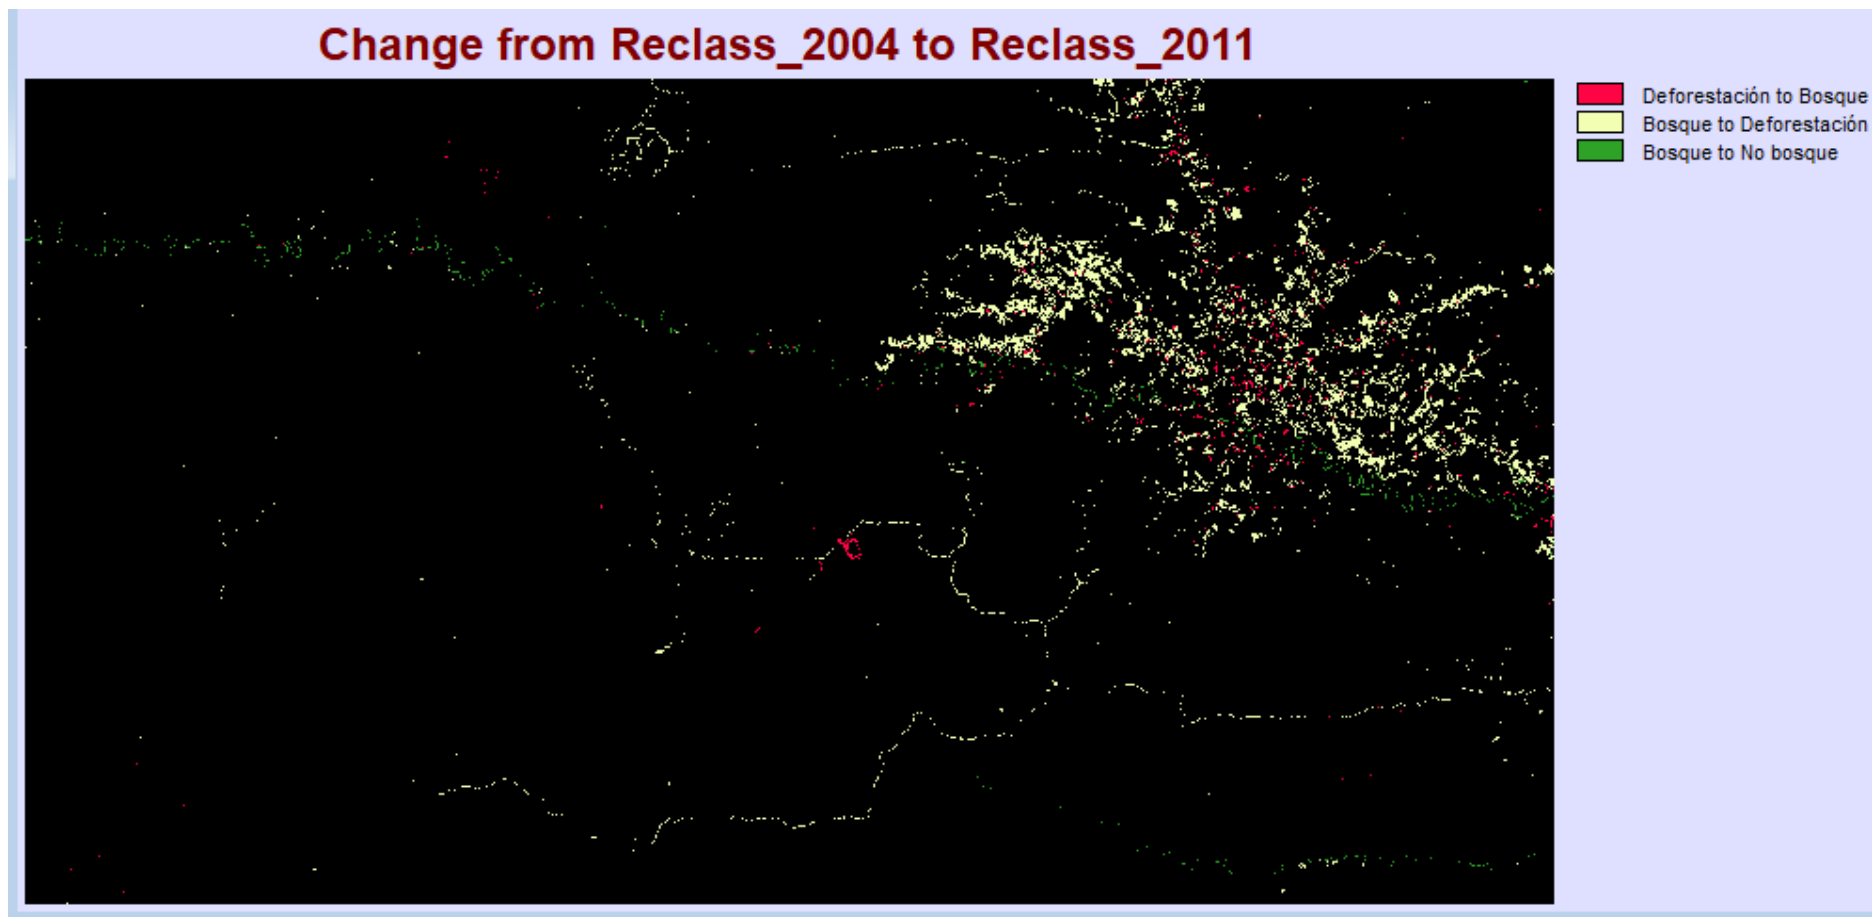 Change from Reclass_2004 to Reclass_2011
Deforestación to Bosque
Bosque to Deforestación
Bosque to No bosque